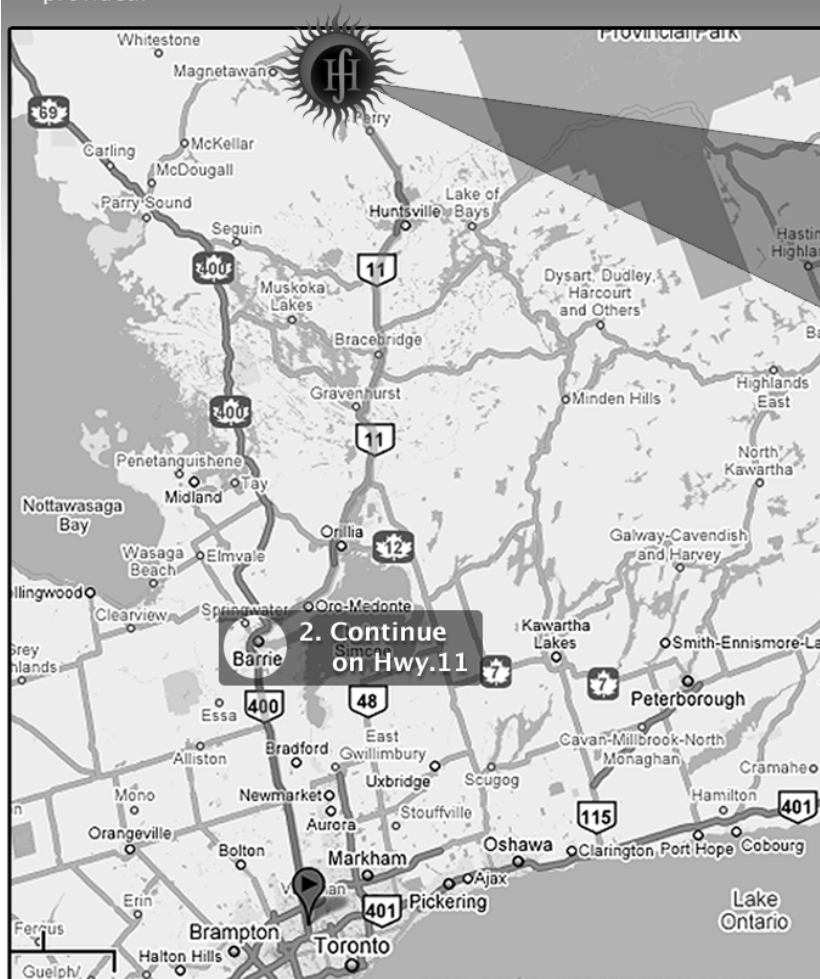 Provincial Park
Whitestone
Magnetawan
69
Perry
Carling
McKellar
McDougall
Parry Sound
Huntsville
Lake of
Bays
Seguin
Hastin
Highlan
400
11
Muskoka
Lakes
Dysart, Dudley,
Harcourt
and Others
Bracebridge
Ba
Gravenhurst
Minden Hills
Highlands
East
400
11
Penetanguishene
Midland
Tay
North
Kawartha
Nottawasaga
Bay
Orillia
12
Galway-Cavendish
and Harvey
Wasaga
Beach
Elmvale
llingwood
Clearview
Springwater
Oro-Medonte
2. Continue
on Hwy.11
Simcoe
Barrie
Kawartha
Lakes
Smith-Ennismore-La
7
7
Peterborough
400
48
Essa
East
Gwillimbury
Bradford
Alliston
Uxbridge
Scugog
Cavan-Millbrook-North
Monaghan
Cramahe
Mono
Newmarket
Aurora
Stouffville
115
Hamilton
401
Orangeville
Bolton
Markham
Oshawa
Clarington
Port Hope
Cobourg
Ajax
Pickering
401
Erin
Lake
Ontario
Fergus
Brampton
Toronto
Halton Hills
Guelph/